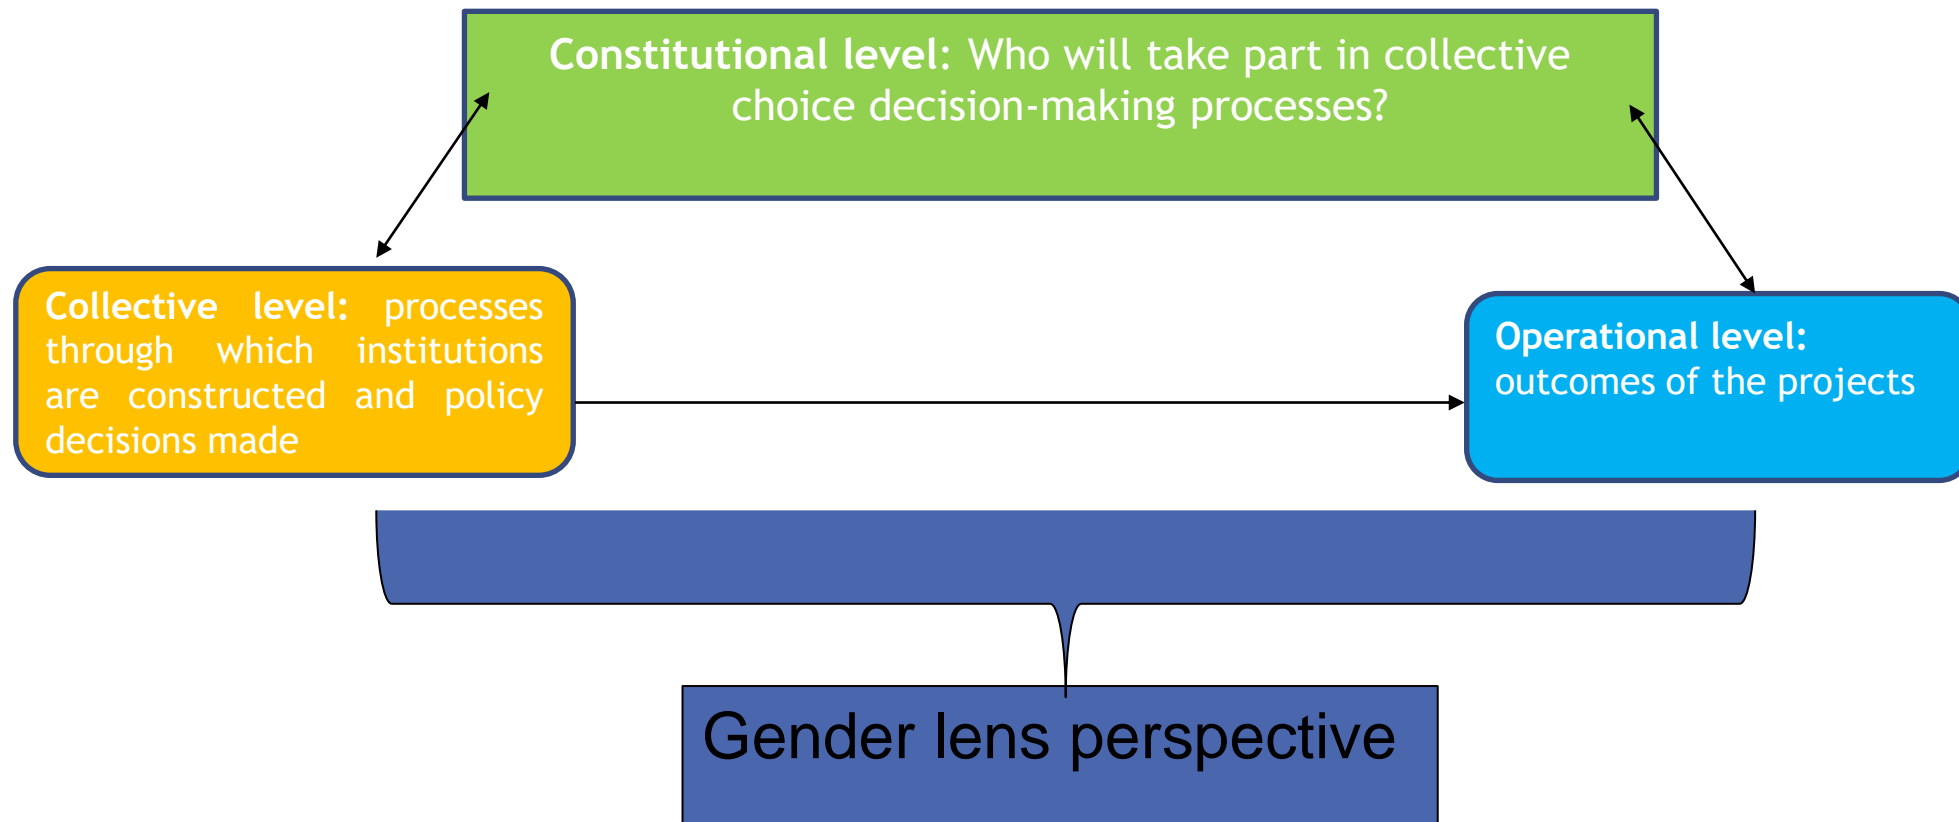 Constitutional level: Who will take part in collective
choice decision-making processes?
Collective level: processes
through which institutions
are constructed and policy
decisions made
Operational level:
outcomes of the projects
Gender lens perspective